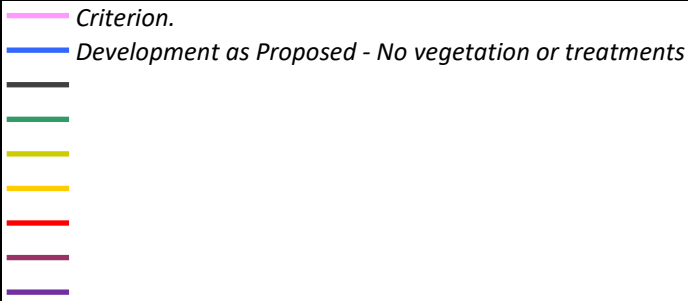 Criterion.
Development as Proposed - No vegetation or treatments